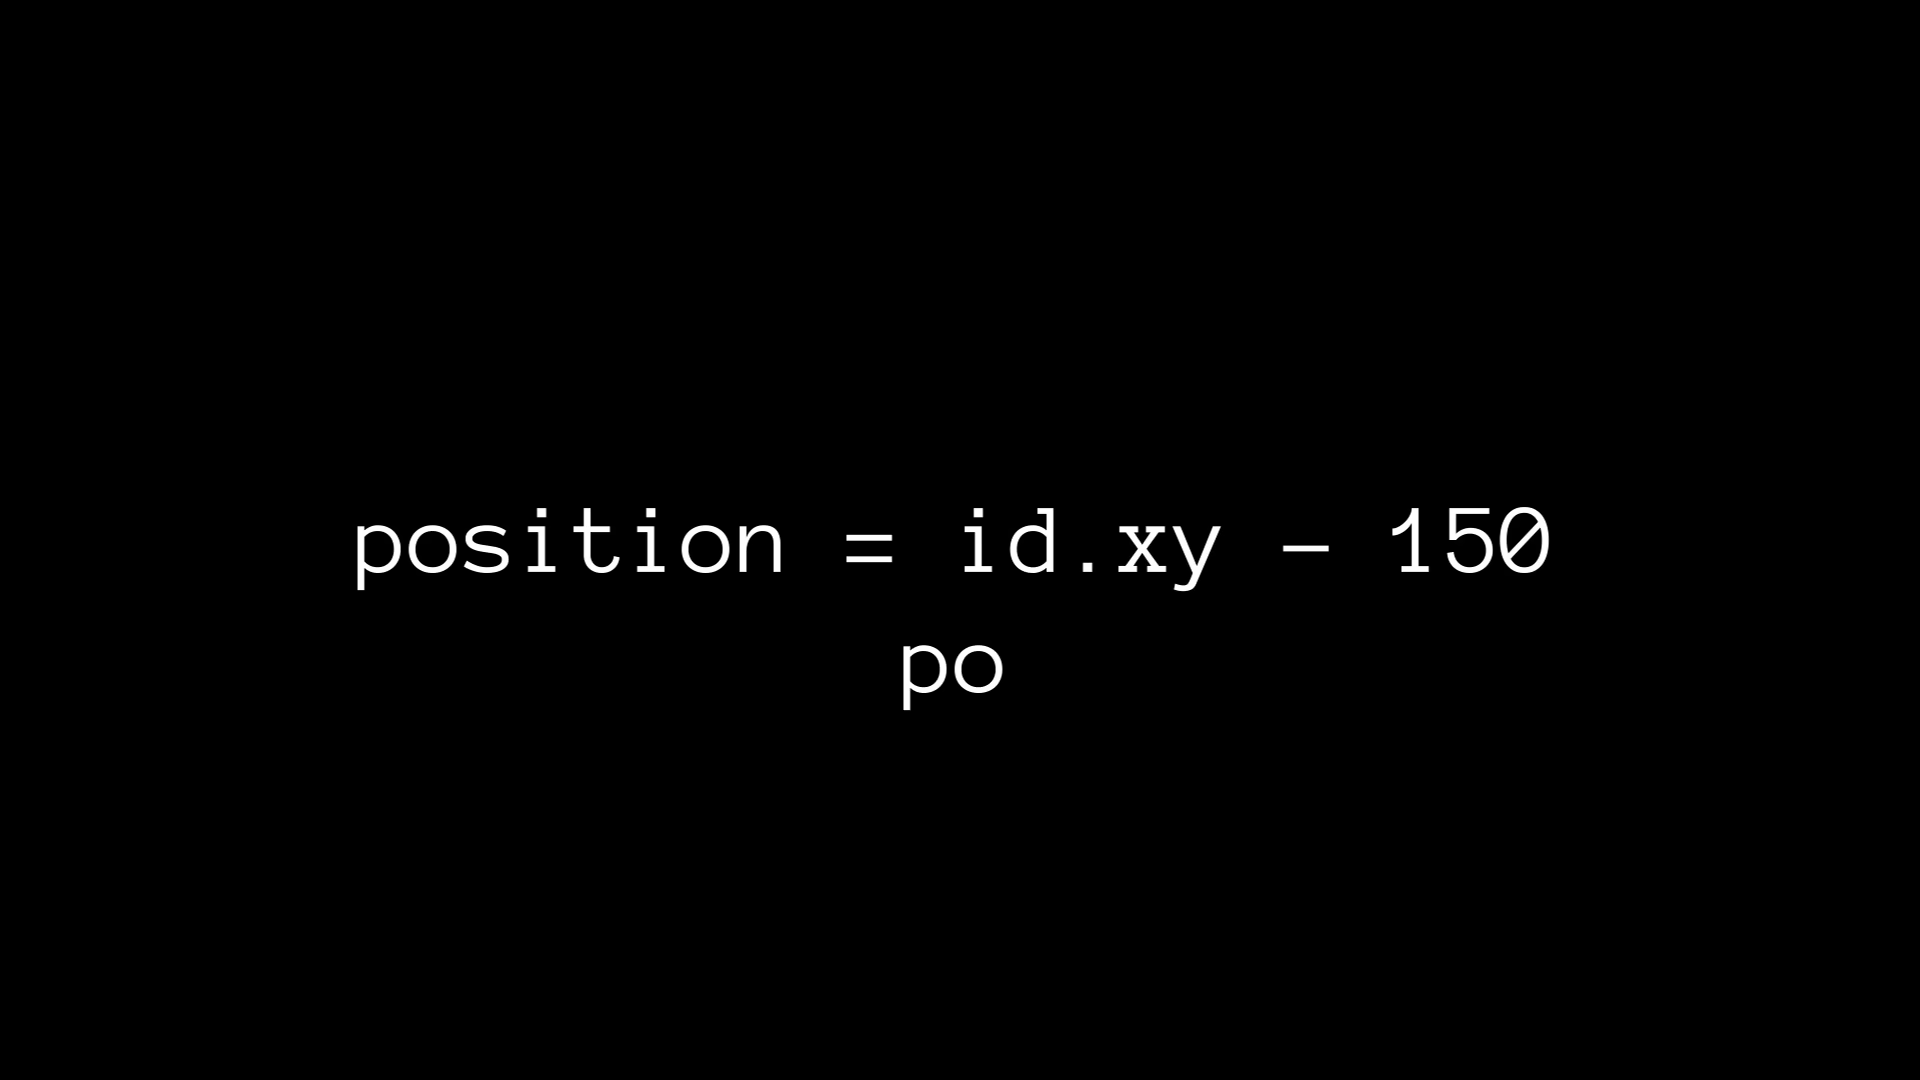 position = id.xy - 150
po